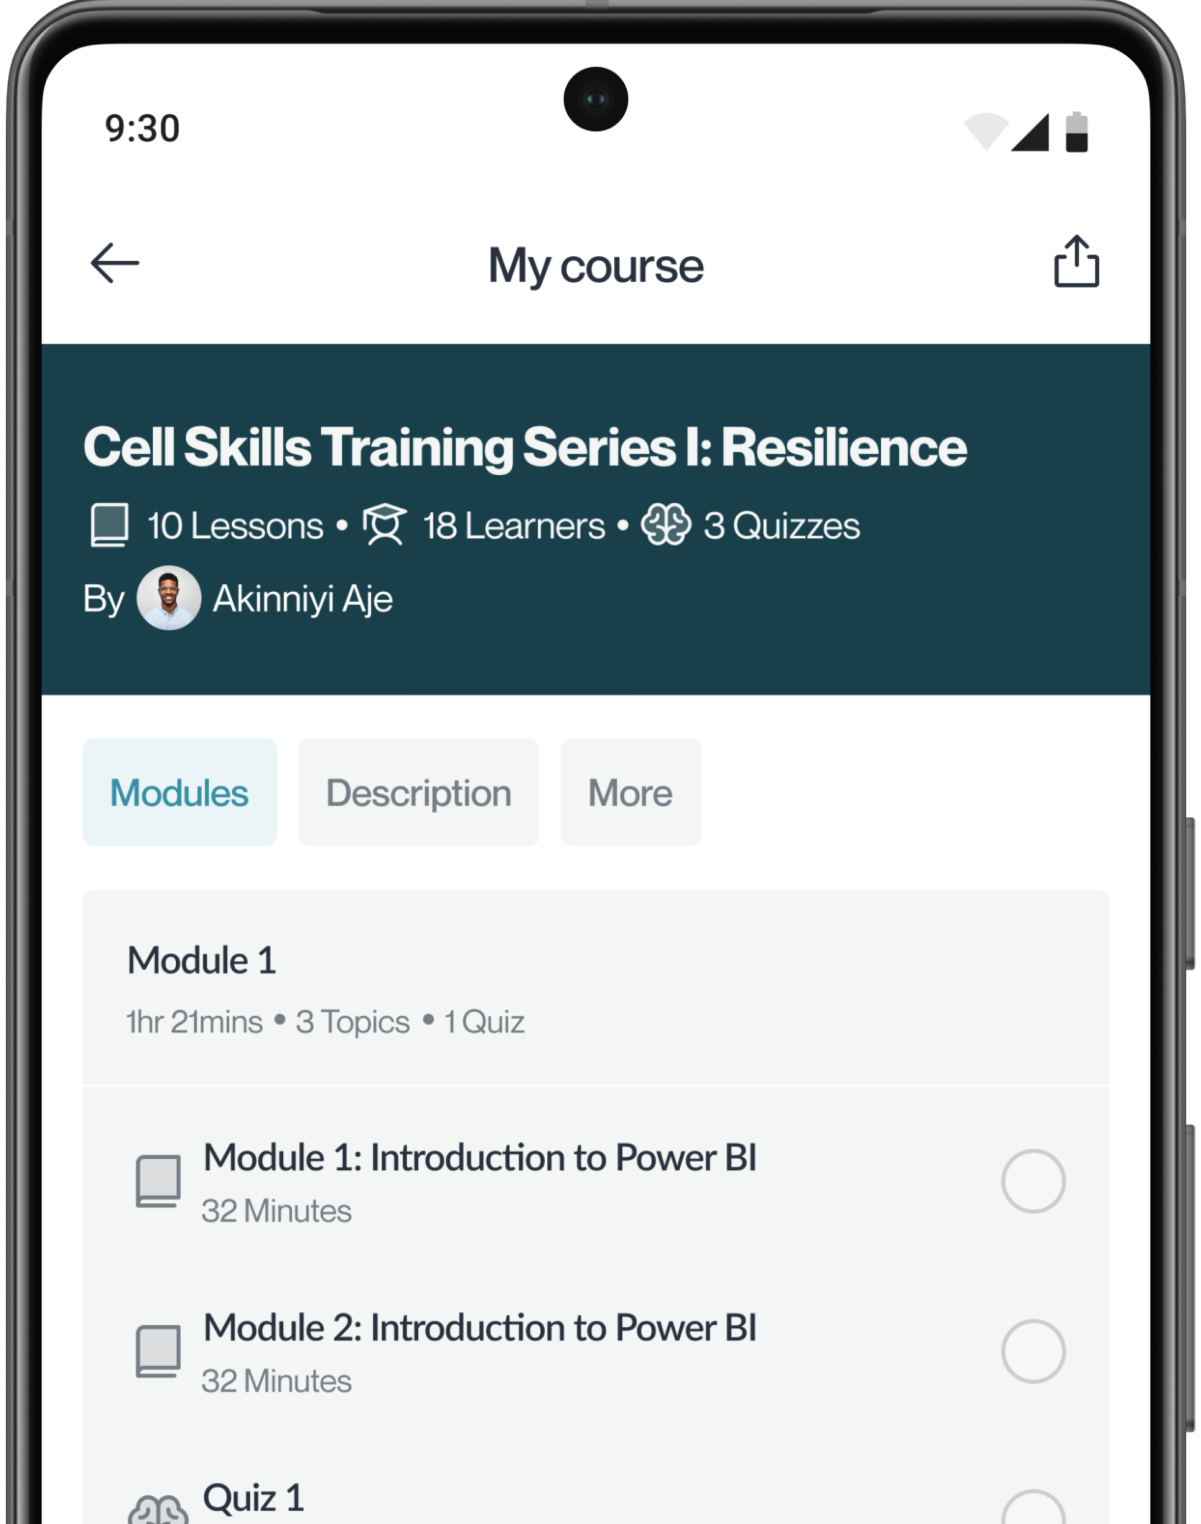 9:30
My course
Cell Skills Training Series I: Resilience
10 Lessons • 18 Learners • 3 Quizzes
By Akinniyi Aje
Modules
Description
More
Module 1
1hr 21mins • 3 Topics • 1 Quiz
Module 1: Introduction to Power BI
32 Minutes
Module 2: Introduction to Power BI
32 Minutes
Quiz 1